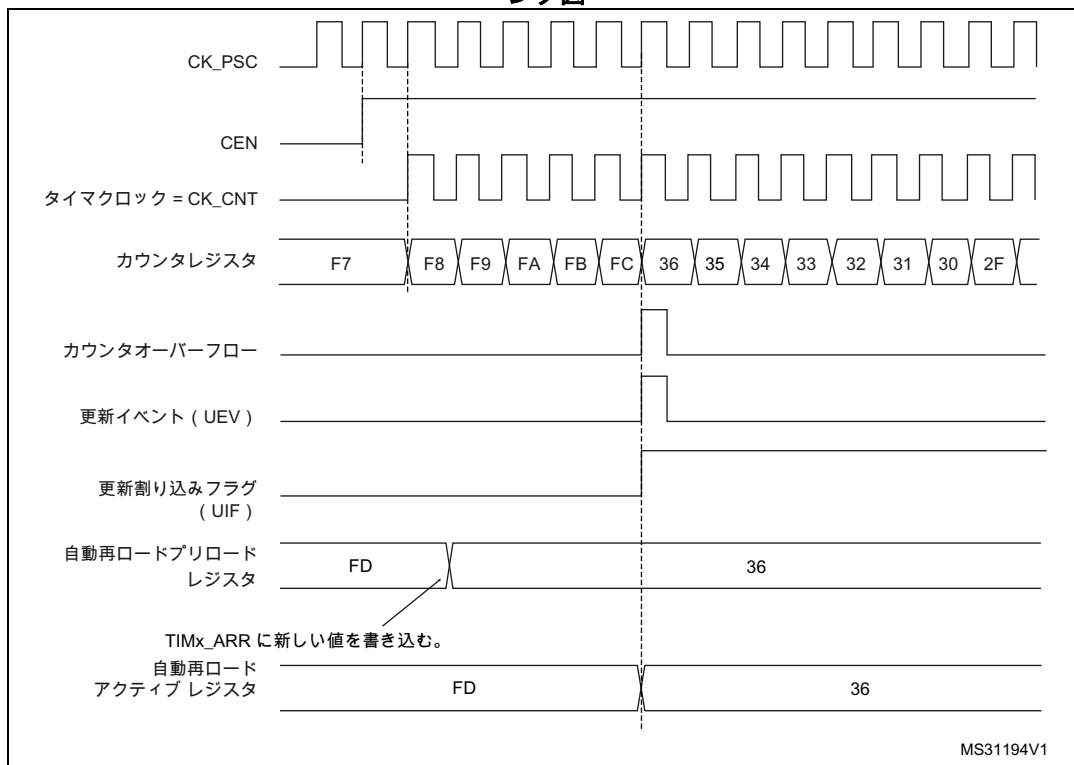 CK_PSC
CEN
タイマクロック = CK_CNT
カウンタレジスタ
F7 F8 F9 FA FB FC 36 35 34 33 32 31 30 2F
カウンタオーバーフロー
更新イベント ( UEV )
更新割り込みフラグ
( UIF )
自動再ロードプリロード
レジスタ
FD 36
TIMx_ARR に新しい値を書き込む。
自動再ロード
アクティブ レジスタ
FD 36
MS31194V1